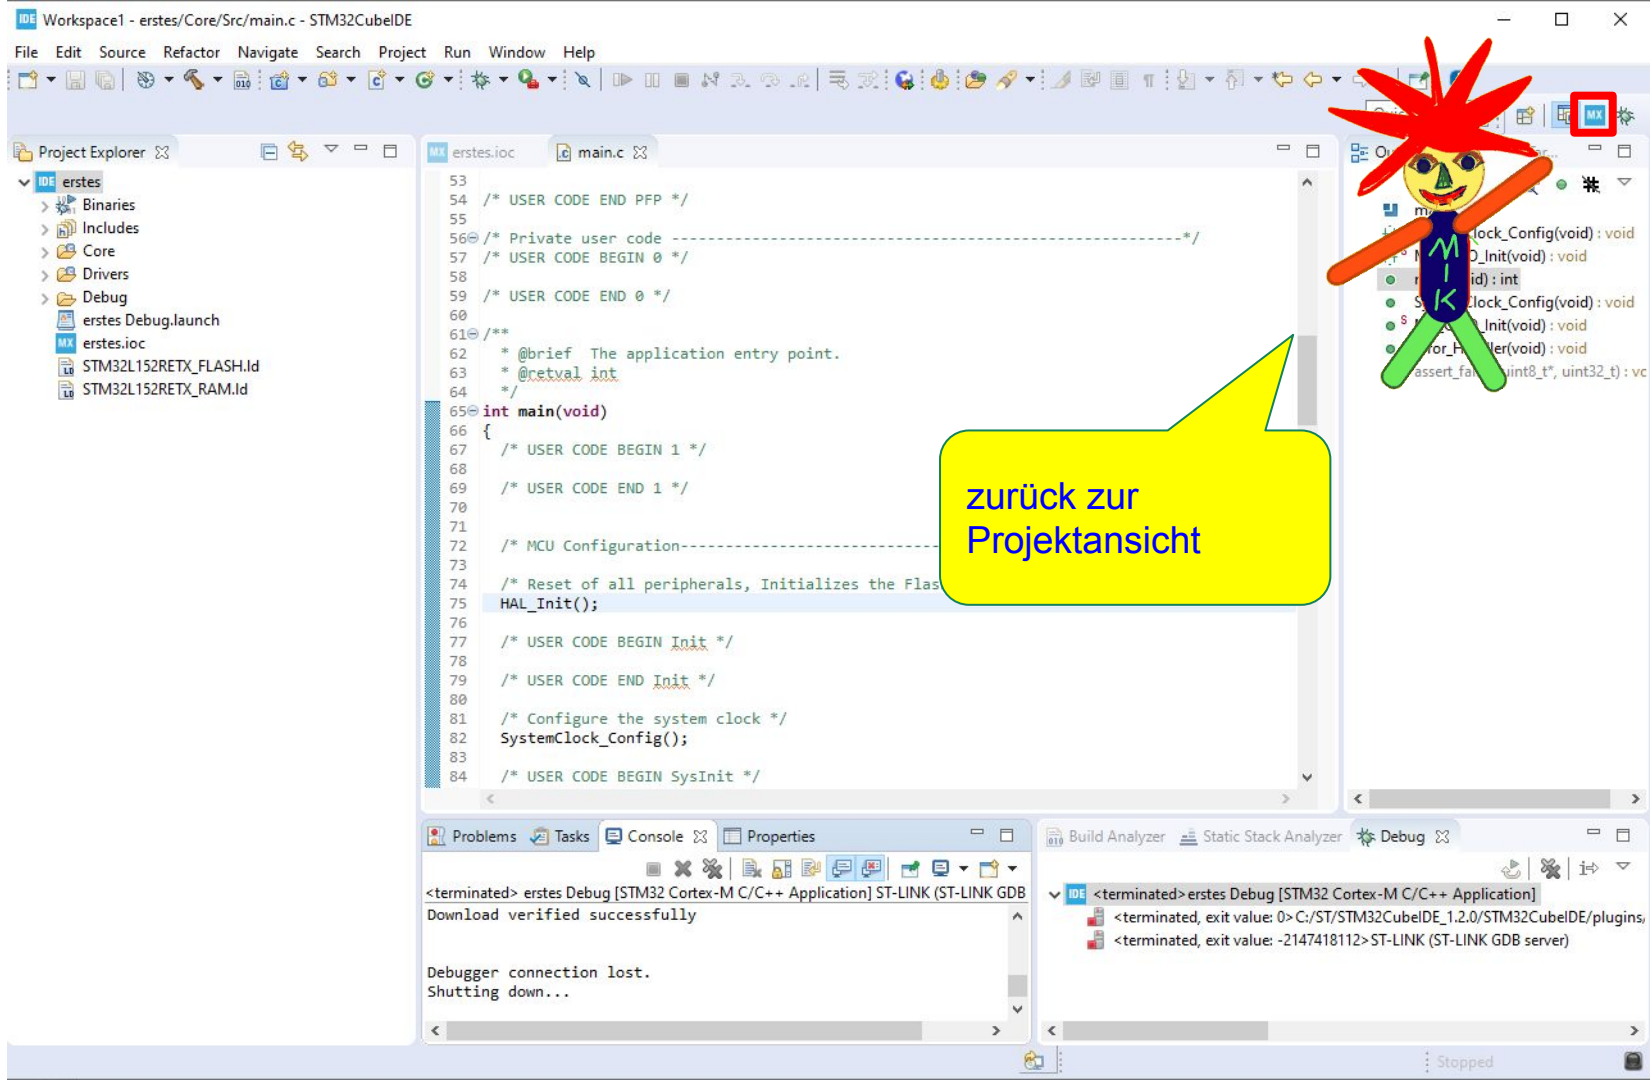 IDE Workspace1 - erstes/Core/Src/main.c - STM32CubeIDE
File Edit Source Refactor Navigate Search Project Run Window Help
MX
Project Explorer
erstes.ioc
main.c
IDE erstes
Binaries
Includes
Core
Drivers
Debug
erstes Debug.launch
MX erstes.ioc
STM32L152RETX_FLASH.ld
STM32L152RETX_RAM.ld
53
54 /* USER CODE END PFP */
55
56 /* Private user code ---------------------------------------------------------*/
57 /* USER CODE BEGIN 0 */
58
59 /* USER CODE END 0 */
60
61 /**
62 * @brief The application entry point.
63 * @retval int
64 */
65 int main(void)
66 {
67 /* USER CODE BEGIN 1 */
68
69 /* USER CODE END 1 */
70
71
72 /* MCU Configuration-----------------------------
73
74 /* Reset of all peripherals, Initializes the Flas
75 HAL_Init();
76
77 /* USER CODE BEGIN Init */
78
79 /* USER CODE END Init */
80
81 /* Configure the system clock */
82 SystemClock_Config();
83
84 /* USER CODE BEGIN SysInit */
zurück zur
Projektansicht
MIK
lock_Config(void) : void
_Init(void) : void
id) : int
lock_Config(void) : void
_Init(void) : void
ler(void) : void
uint8_t*, uint32_t) : vc
Problems Tasks Console Properties
<terminated> erstes Debug [STM32 Cortex-M C/C++ Application] ST-LINK (ST-LINK GDB
Download verified successfully
Debugger connection lost.
Shutting down...
Build Analyzer Static Stack Analyzer Debug
IDE <terminated>erstes Debug [STM32 Cortex-M C/C++ Application]
<terminated, exit value: 0>C:/ST/STM32CubeIDE_1.2.0/STM32CubeIDE/plugins,
<terminated, exit value: -2147418112>ST-LINK (ST-LINK GDB server)
Stopped